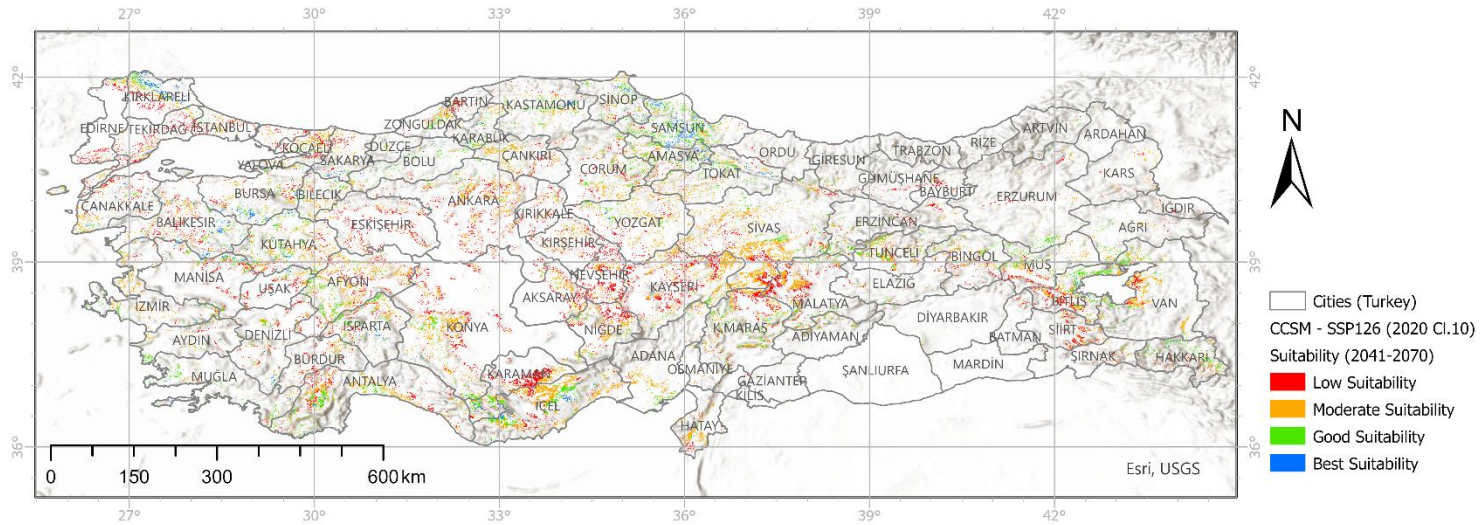 27° 30° 33° 36° 39° 42°
42° 42°
KIRKLARELİ
BARTIN KASTAMONU SİNOP
EDİRNE TEKİRDAĞ İSTANBUL ZONGULDAK KARABÜK SAMSUN ARTVİN ARDAHAN
KOCAELİ DÜZCE ORDU GİRESUN TRABZON RİZE
YALOVA SAKARYA BOLU ÇANKIRI ÇORUM AMASYA TOKAT GÜMÜŞHANE BAYBURT KARS
ÇANAKKALE BURSA BİLECİK ANKARA ERZURUM IĞDIR
BALIKESİR ESKİŞEHİR KIRIKKALE YOZGAT SİVAS ERZİNCAN AĞRI
KÜTAHYA KIRŞEHİR TUNCELİ BİNGÖL
39° 39°
MANİSA UŞAK AFYON NEVŞEHİR KAYSERİ ELAZIĞ MUŞ
AKSARAY MALATYA BİTLİS VAN
İZMİR ISPARTA KONYA NİĞDE K.MARAŞ DİYARBAKIR
AYDIN DENİZLİ ADIYAMAN BATMAN SİİRT
BURDUR ADANA MARDİN ŞIRNAK HAKKARİ
MUĞLA ANTALYA KARAMAN OSMANİYE GAZİANTEP ŞANLIURFA
İÇEL KİLİS
HATAY
36° 36°
0 150 300 600 km
Esri, USGS
27° 30° 33° 36° 39° 42°
N
Cities (Turkey)
CCSM - SSP126 (2020 Cl.10)
Suitability (2041-2070)
Low Suitability
Moderate Suitability
Good Suitability
Best Suitability